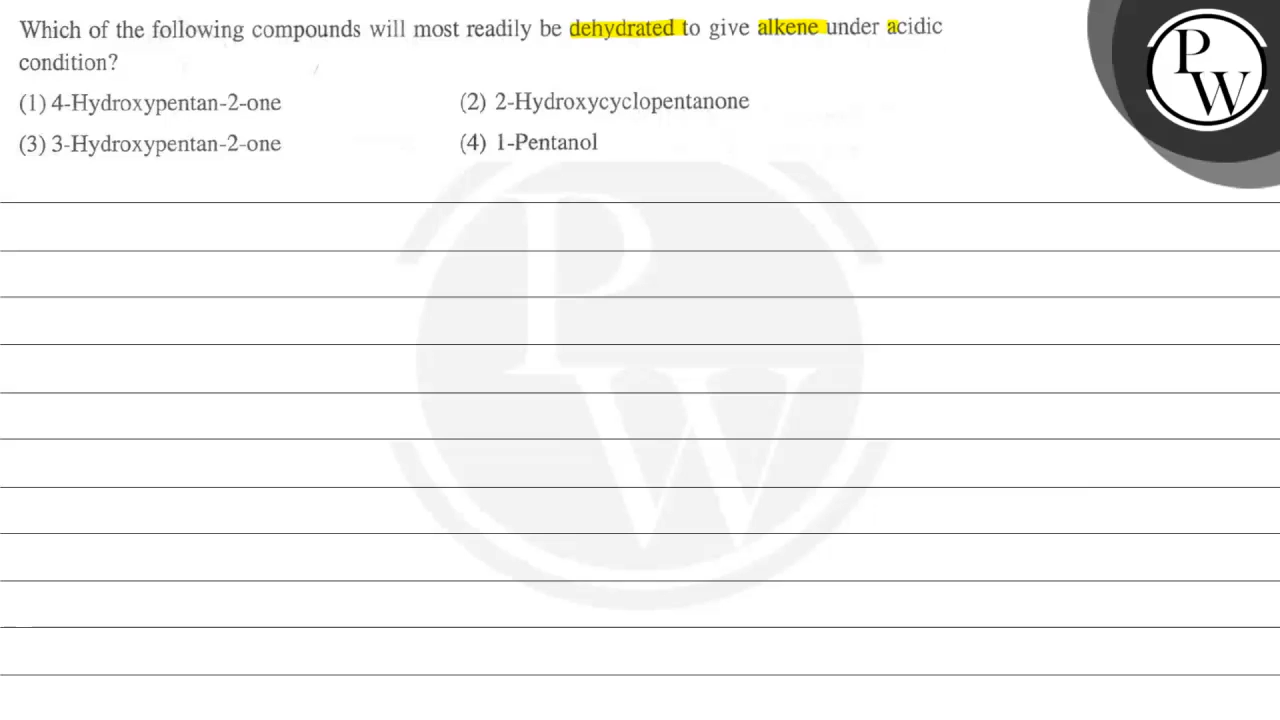 Which of the following compounds will most readily be dehydrated to give alkene under acidic
condition?
(1) 4-Hydroxypentan-2-one (2) 2-Hydroxycyclopentanone
(3) 3-Hydroxypentan-2-one (4) 1-Pentanol
PW
PW